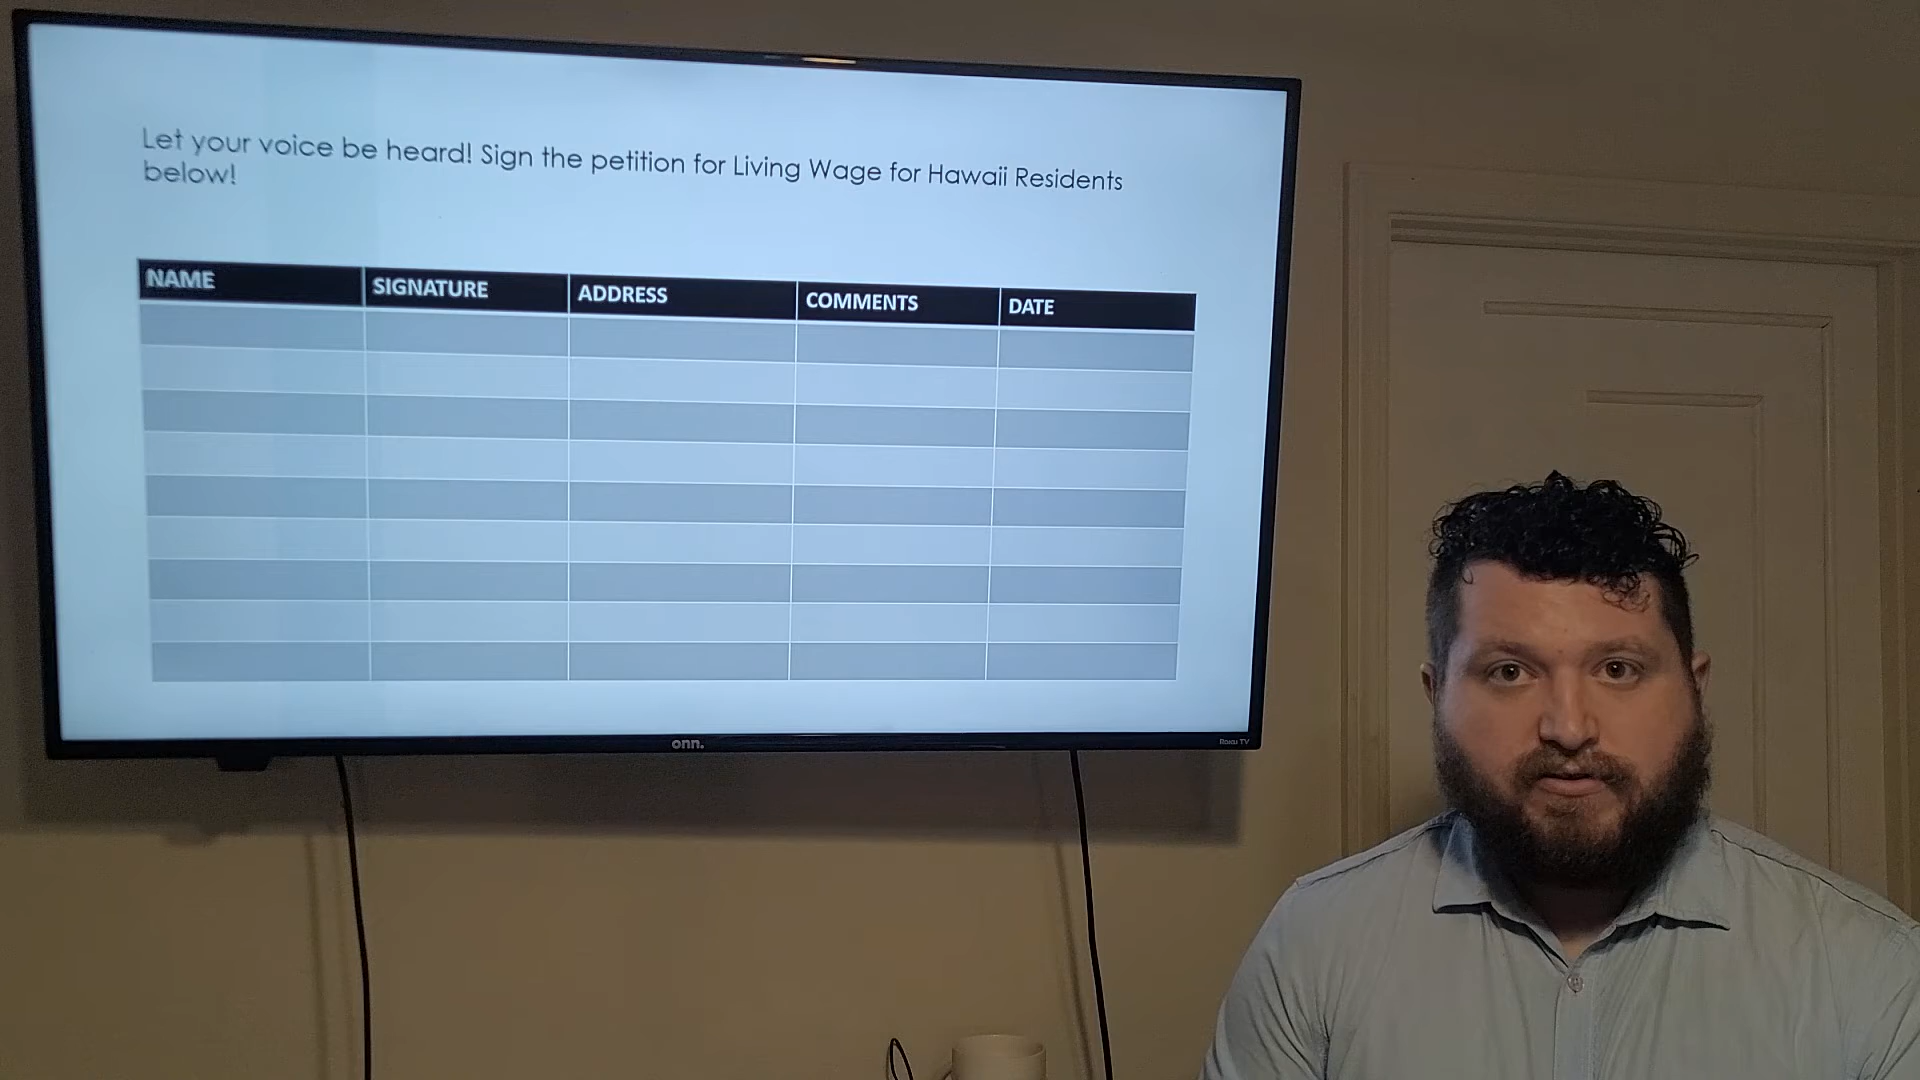 Let your voice be heard! Sign the petition for Living Wage for Hawaii Residents
below!
NAME SIGNATURE ADDRESS COMMENTS DATE
onn.
Roku TV